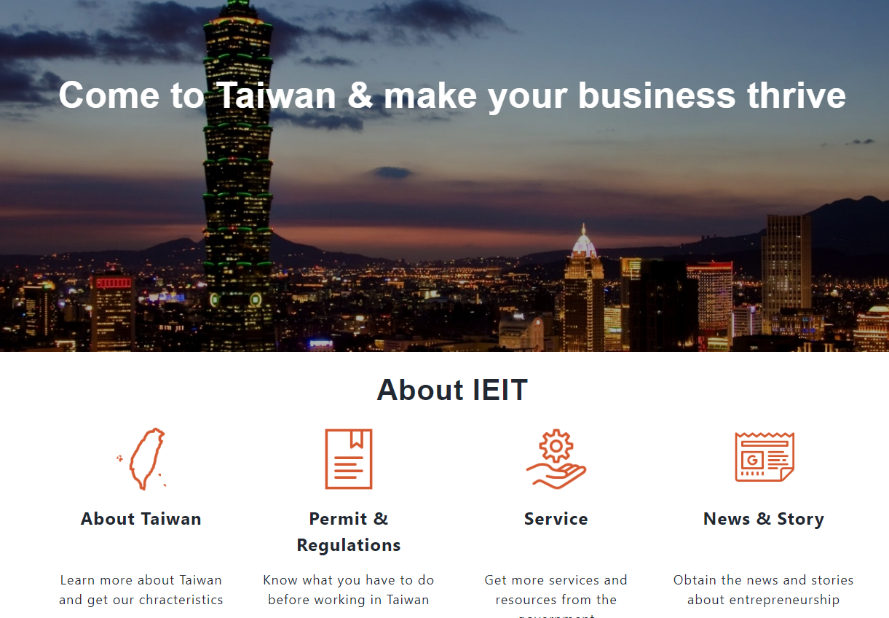 Come to Taiwan & make your business thrive
About IEIT
About Taiwan
Learn more about Taiwan
and get our chracteristics
Permit &
Regulations
Know what you have to do
before working in Taiwan
Service
Get more services and
resources from the
News & Story
Obtain the news and stories
about entrepreneurship